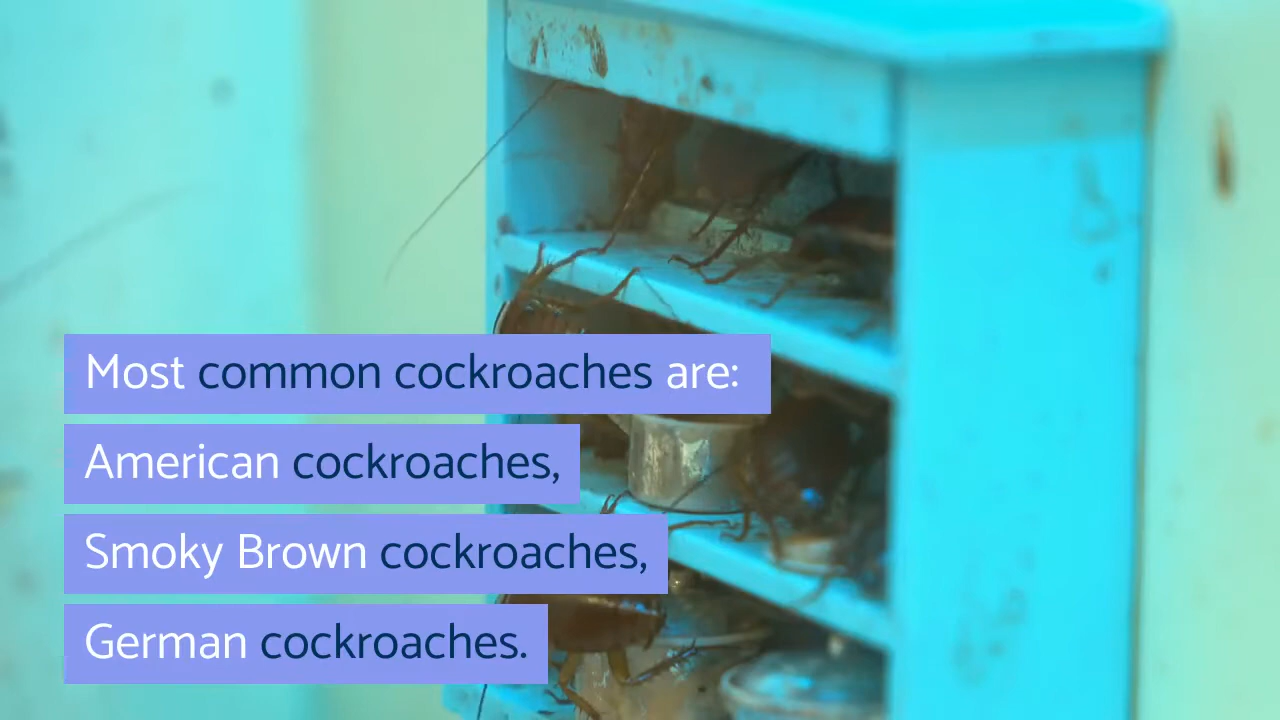 Most common cockroaches are:
American cockroaches,
Smoky Brown cockroaches,
German cockroaches.